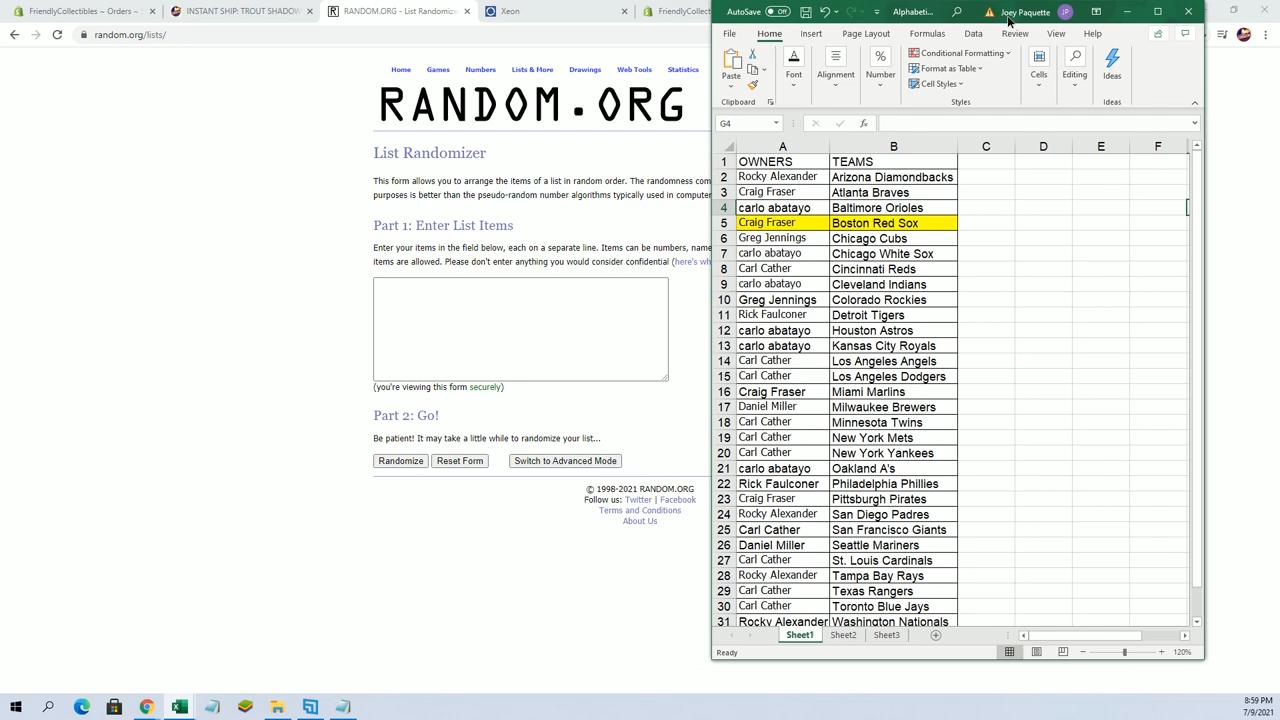 FriendlyCollectibles ~ Orders ~
INSTANT SHIP: TROUT SHADOW
RANDOM.ORG - List Randomizer
Xeon
FriendlyCollecti
random.org/lists/
Home Games Numbers Lists & More Drawings Web Tools Statistics
RANDOM.ORG
List Randomizer
This form allows you to arrange the items of a list in random order. The randomness com
purposes is better than the pseudo-random number algorithms typically used in computer
Part 1: Enter List Items
Enter your items in the field below, each on a separate line. Items can be numbers, name
items are allowed. Please don't enter anything you would consider confidential (here's wh
(you're viewing this form securely)
Part 2: Go!
Be patient! It may take a little while to randomize your list...
Randomize Reset Form Switch to Advanced Mode
© 1998-2021 RANDOM.ORG
Follow us: Twitter | Facebook
Terms and Conditions
About Us
AutoSave Off Alphabeti... Joey Paquette JP
File Home Insert Page Layout Formulas Data Review View Help
Paste Font Alignment Number Conditional Formatting Format as Table Cell Styles Cells Editing Ideas
Clipboard Styles Ideas
G4 fx
A B C D E F
1 OWNERS TEAMS
2 Rocky Alexander Arizona Diamondbacks
3 Craig Fraser Atlanta Braves
4 carlo abatayo Baltimore Orioles
5 Craig Fraser Boston Red Sox
6 Greg Jennings Chicago Cubs
7 carlo abatayo Chicago White Sox
8 Carl Cather Cincinnati Reds
9 carlo abatayo Cleveland Indians
10 Greg Jennings Colorado Rockies
11 Rick Faulconer Detroit Tigers
12 carlo abatayo Houston Astros
13 carlo abatayo Kansas City Royals
14 Carl Cather Los Angeles Angels
15 Carl Cather Los Angeles Dodgers
16 Craig Fraser Miami Marlins
17 Daniel Miller Milwaukee Brewers
18 Carl Cather Minnesota Twins
19 Carl Cather New York Mets
20 Carl Cather New York Yankees
21 carlo abatayo Oakland A's
22 Rick Faulconer Philadelphia Phillies
23 Craig Fraser Pittsburgh Pirates
24 Rocky Alexander San Diego Padres
25 Carl Cather San Francisco Giants
26 Daniel Miller Seattle Mariners
27 Carl Cather St. Louis Cardinals
28 Rocky Alexander Tampa Bay Rays
29 Carl Cather Texas Rangers
30 Carl Cather Toronto Blue Jays
31 Rocky Alexander Washington Nationals
Sheet1 Sheet2 Sheet3
Ready 120%
8:59 PM
7/9/2021